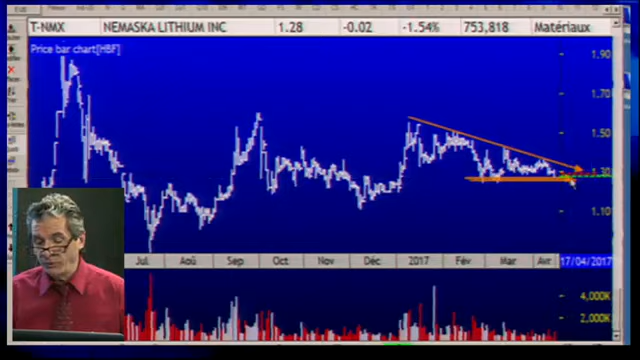 T-NMX NEMASKA LITHIUM INC 1.28 -0.02 -1.54% 753,818 Matériaux
Price bar chart[HBF]
1.90
1.70
1.50
1.30
1.10
Jul Aoû Sep Oct Nov Déc 2017 Fév Mar Avr 17/04/2017
4,000K
2,000K